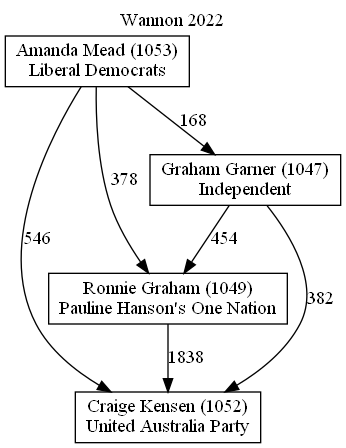 Wannon 2022
Amanda Mead (1053)
Liberal Democrats
168
378
Graham Garner (1047)
Independent
546
454
382
Ronnie Graham (1049)
Pauline Hanson's One Nation
1838
Craige Kensen (1052)
United Australia Party